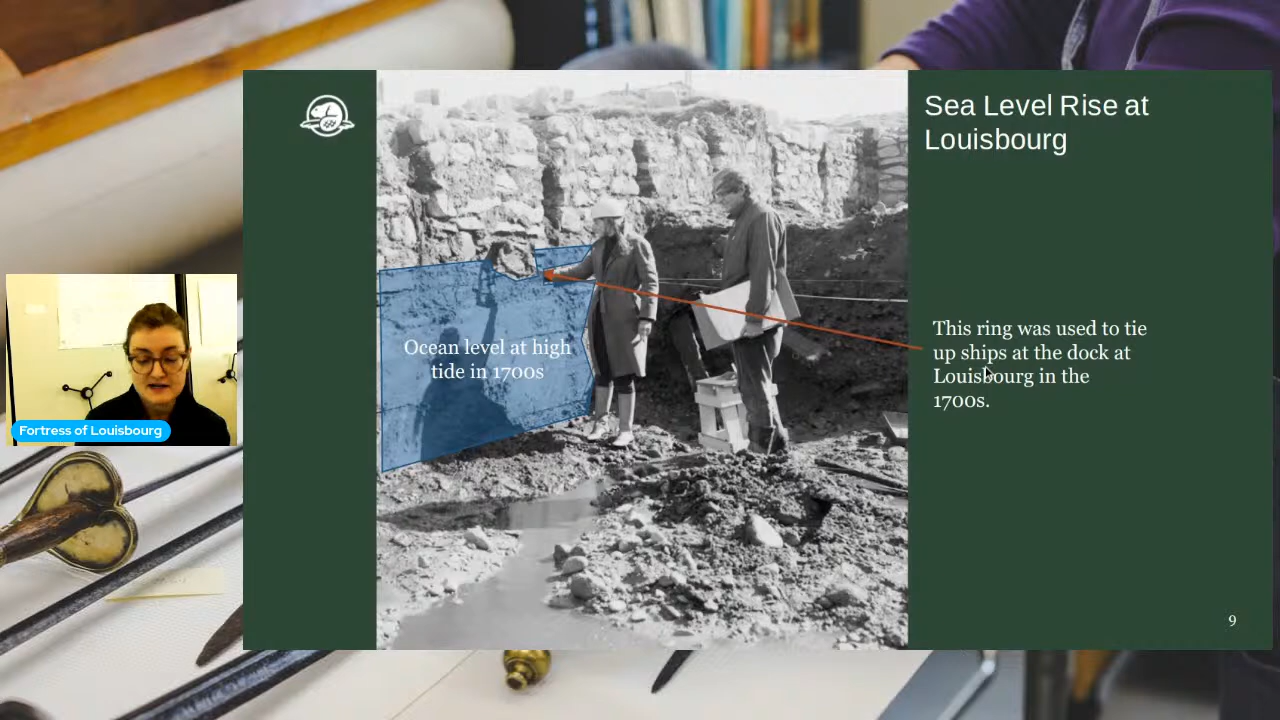 Sea Level Rise at
Louisbourg
Ocean level at high
tide in 1700s
This ring was used to tie
up ships at the dock at
Louisbourg in the
1700s.
Fortress of Louisbourg
9